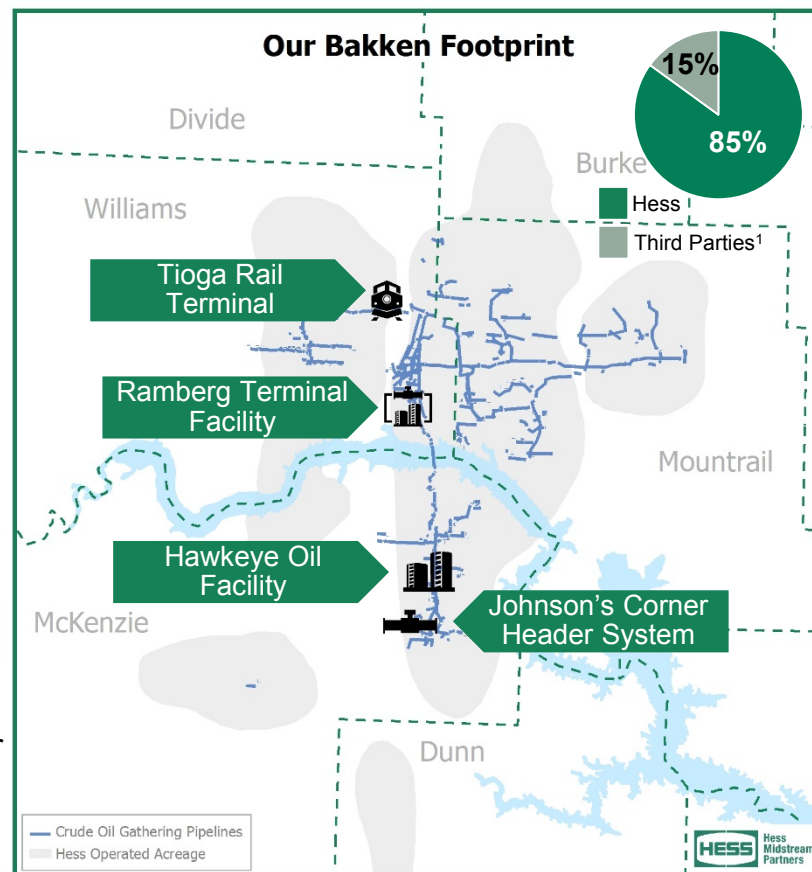 Our Bakken Footprint
15%
85%
Hess
Third Parties¹
Divide
Burke
Williams
Tioga Rail
Terminal
Ramberg Terminal
Facility
Mountrail
Hawkeye Oil
Facility
Johnson’s Corner
Header System
McKenzie
Dunn
Crude Oil Gathering Pipelines
Hess Operated Acreage
HESS
Hess
Midstream
Partners